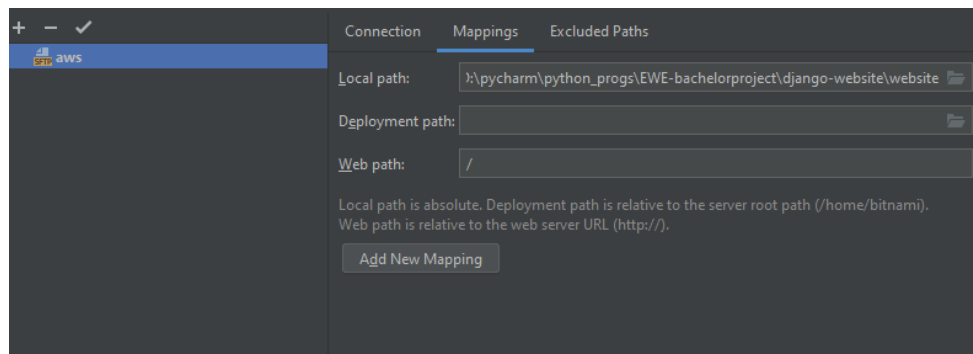 Connection Mappings Excluded Paths
SFTP aws
Local path: :\pycharm\python_progs\EWE-bachelorproject\django-website\website
Deployment path:
Web path: /
Local path is absolute. Deployment path is relative to the server root path (/home/bitnami).
Web path is relative to the web server URL (http://).
Add New Mapping